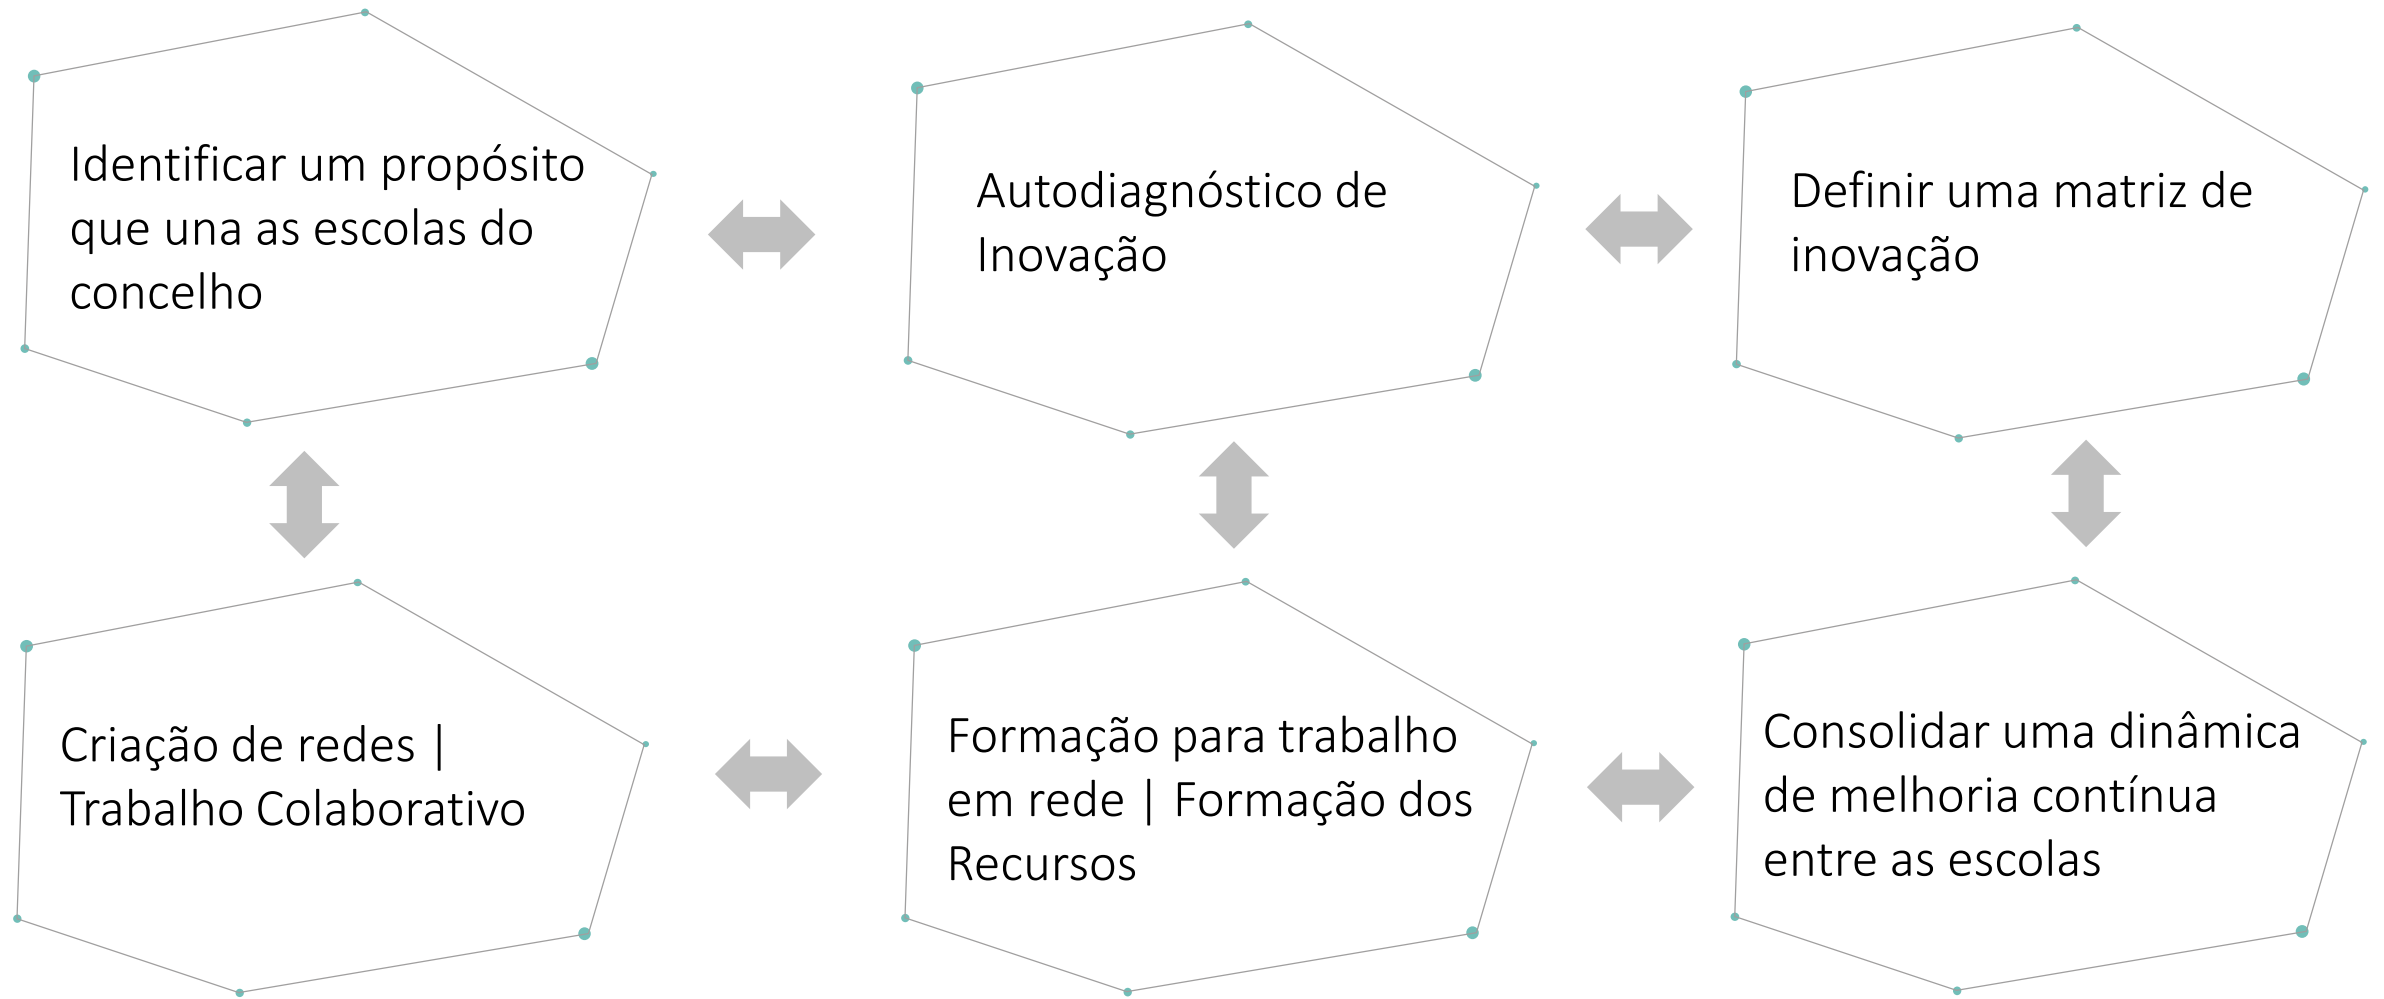 Identificar um propósito
que una as escolas do
concelho
Autodiagnóstico de
Inovação
Definir uma matriz de
inovação
Criação de redes |
Trabalho Colaborativo
Formação para trabalho
em rede | Formação dos
Recursos
Consolidar uma dinâmica
de melhoria contínua
entre as escolas